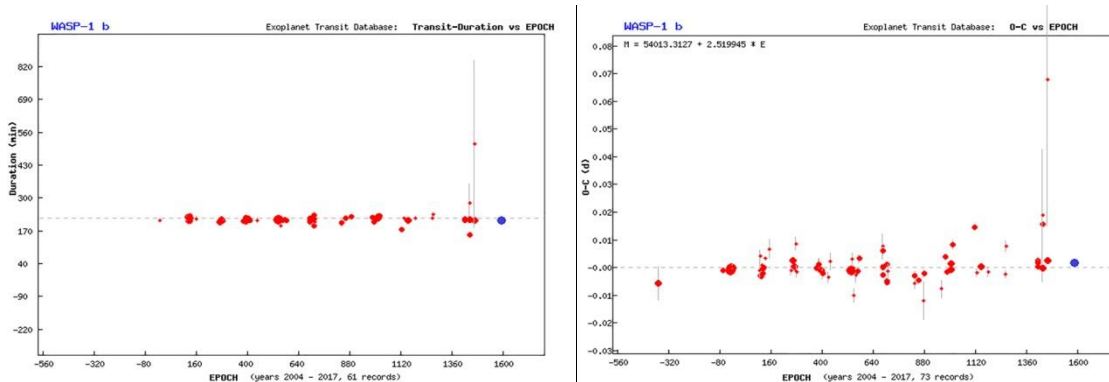 WASP-1 b Exoplanet Transit Database: Transit-Duration vs EPOCH
Duration (min)
820
690
560
430
300
170
40
-90
-220
-560 -400 -240 -80 160 400 640 880 1120 1360 1600
EPOCH (years 2004 - 2017, 61 records)
WASP-1 b Exoplanet Transit Database: O-C vs EPOCH
M = 54013.3127 + 2.519945 * E
O-C (d)
0.08
0.07
0.06
0.05
0.04
0.03
0.02
0.01
-0.00
-0.01
-0.02
-0.03
-560 -320 -80 160 400 640 880 1120 1360 1600
EPOCH (years 2004 - 2017, 73 records)